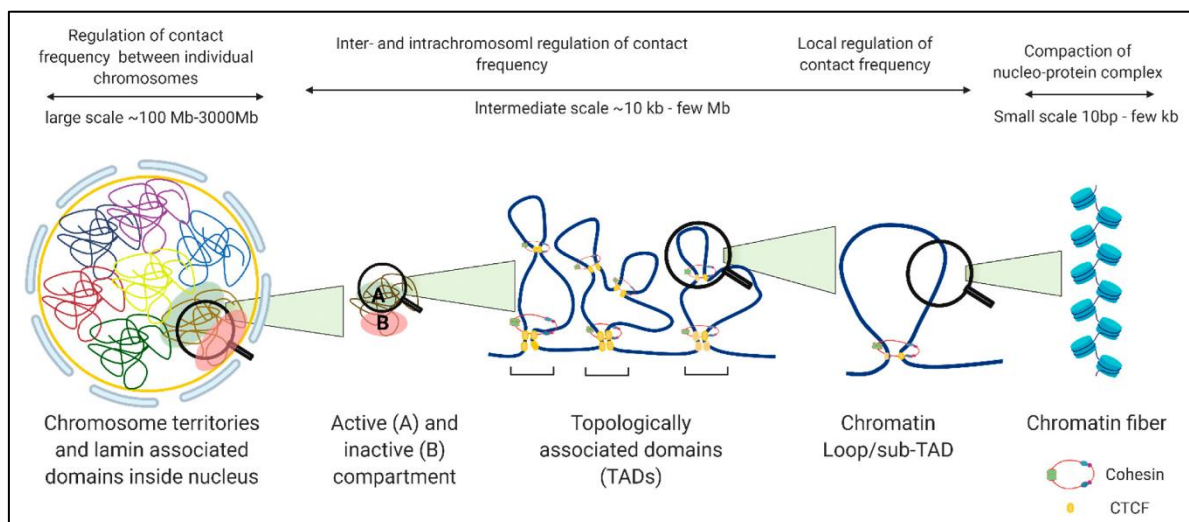 Regulation of contact
frequency between individual
chromosomes
large scale ~100 Mb-3000Mb
Inter- and intrachromosoml regulation of contact
frequency
Local regulation of
contact frequency
Intermediate scale ~10 kb - few Mb
Compaction of
nucleo-protein complex
Small scale 10bp - few kb
A
B
Chromosome territories
and lamin associated
domains inside nucleus
Active (A) and
inactive (B)
compartment
Topologically
associated domains
(TADs)
Chromatin
Loop/sub-TAD
Chromatin fiber
Cohesin
CTCF